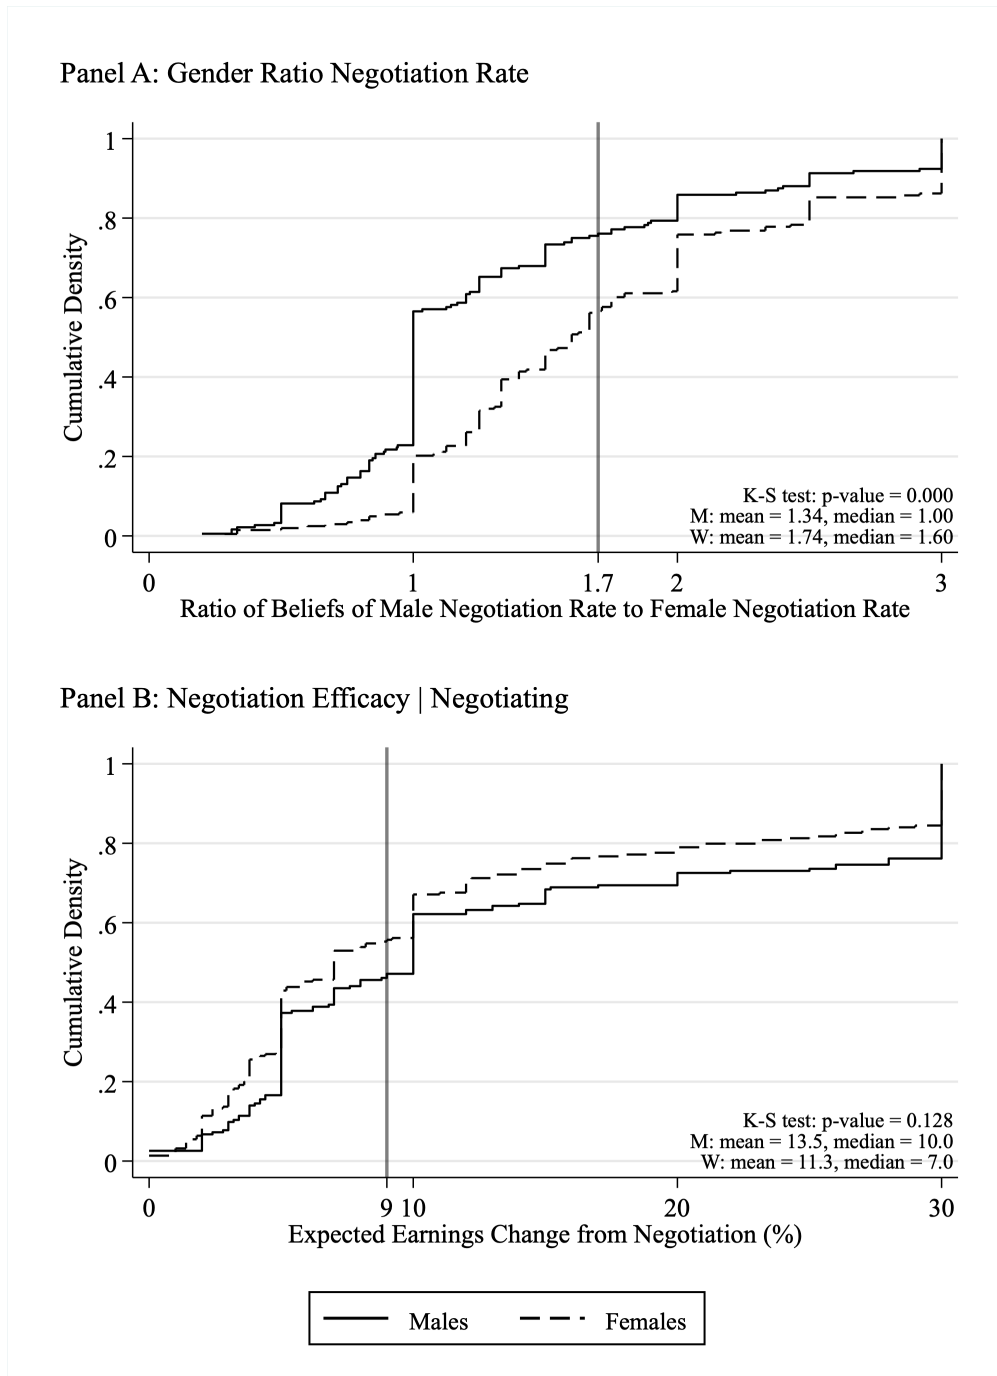 Panel A: Gender Ratio Negotiation Rate
1
.8
.6
.4
.2
0
Cumulative Density
K-S test: p-value = 0.000
M: mean = 1.34, median = 1.00
W: mean = 1.74, median = 1.60
0 1 1.7 2 3
Ratio of Beliefs of Male Negotiation Rate to Female Negotiation Rate
Panel B: Negotiation Efficacy | Negotiating
1
.8
.6
.4
.2
0
Cumulative Density
K-S test: p-value = 0.128
M: mean = 13.5, median = 10.0
W: mean = 11.3, median = 7.0
0 9 10 20 30
Expected Earnings Change from Negotiation (%)
Males Females